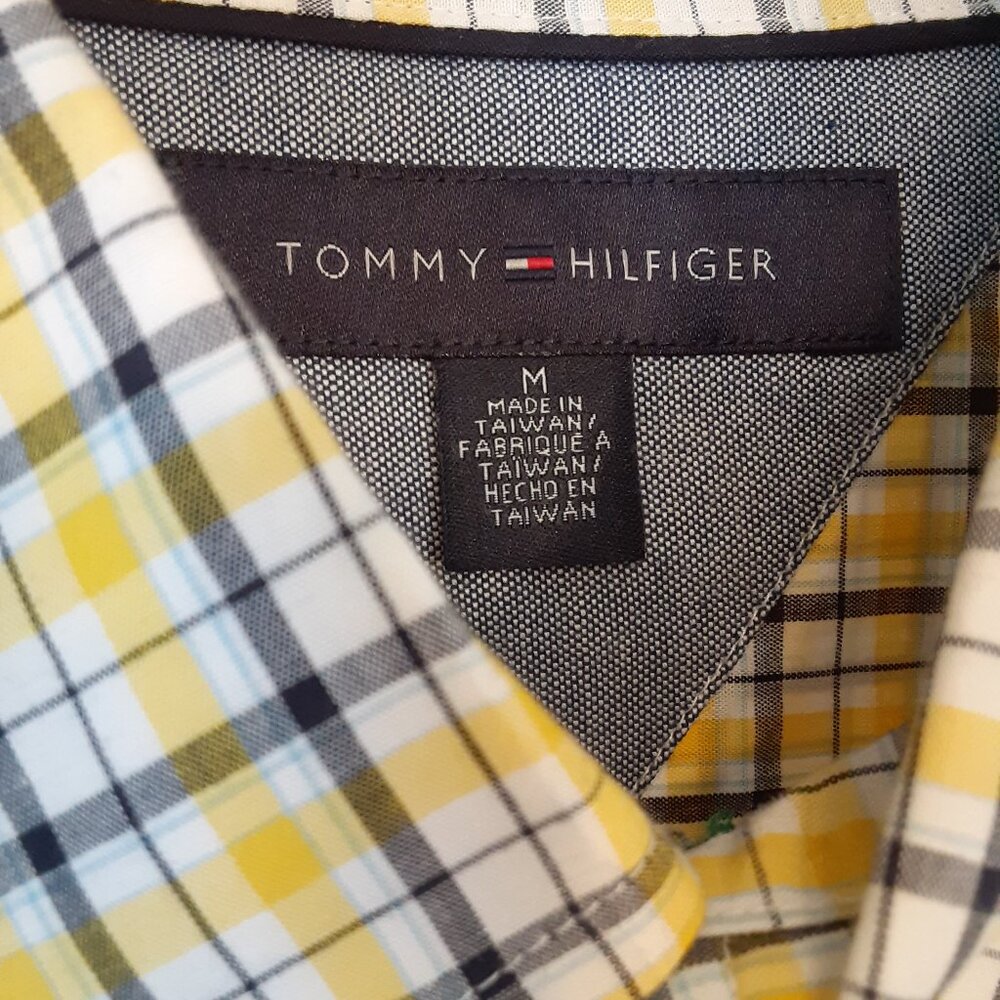 TOMMY HILFIGER
M
MADE IN
TAIWAN/
FABRIQUÉ A
TAIWAN/
HECHO EN
TAIWAN